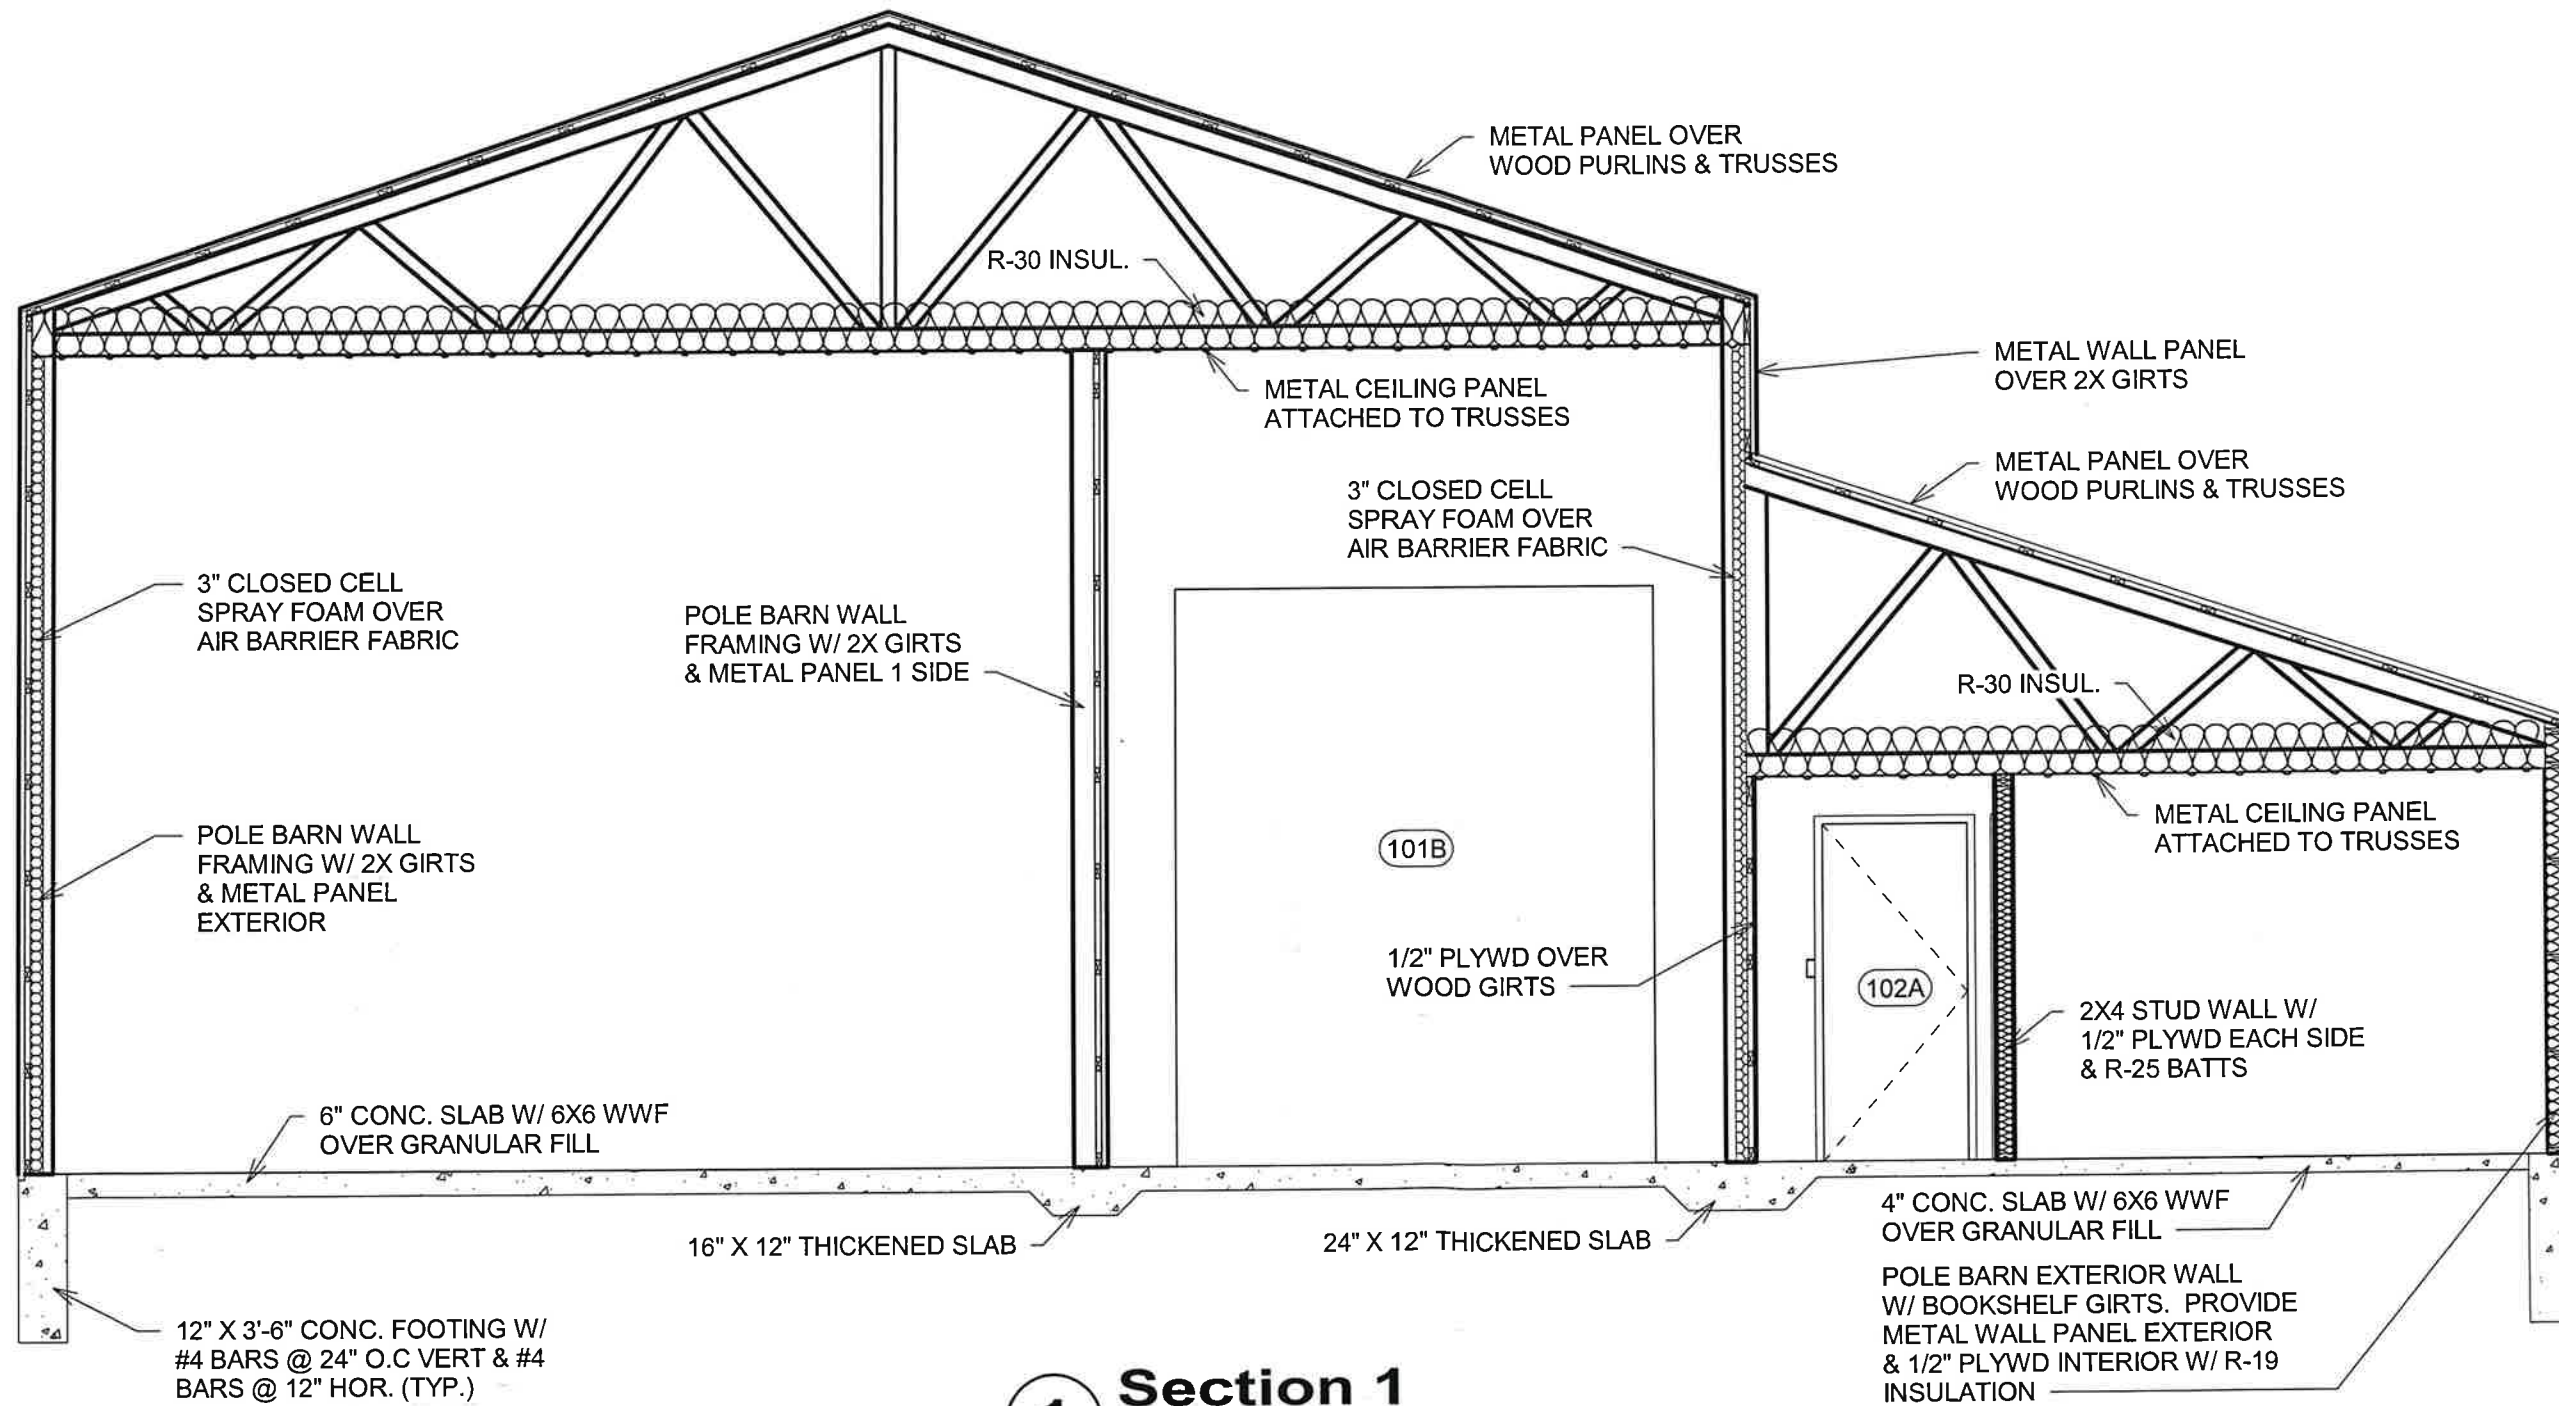 METAL PANEL OVER
WOOD PURLINS & TRUSSES
R-30 INSUL.
METAL WALL PANEL
OVER 2X GIRTS
METAL CEILING PANEL
ATTACHED TO TRUSSES
METAL PANEL OVER
WOOD PURLINS & TRUSSES
3" CLOSED CELL
SPRAY FOAM OVER
AIR BARRIER FABRIC
3" CLOSED CELL
SPRAY FOAM OVER
AIR BARRIER FABRIC
POLE BARN WALL
FRAMING W/ 2X GIRTS
& METAL PANEL 1 SIDE
R-30 INSUL.
METAL CEILING PANEL
ATTACHED TO TRUSSES
POLE BARN WALL
FRAMING W/ 2X GIRTS
& METAL PANEL
EXTERIOR
101B
1/2" PLYWD OVER
WOOD GIRTS
102A
2X4 STUD WALL W/
1/2" PLYWD EACH SIDE
& R-25 BATTS
6" CONC. SLAB W/ 6X6 WWF
OVER GRANULAR FILL
4" CONC. SLAB W/ 6X6 WWF
OVER GRANULAR FILL
16" X 12" THICKENED SLAB
24" X 12" THICKENED SLAB
POLE BARN EXTERIOR WALL
W/ BOOKSHELF GIRTS. PROVIDE
METAL WALL PANEL EXTERIOR
& 1/2" PLYWD INTERIOR W/ R-19
INSULATION
12" X 3'-6" CONC. FOOTING W/
#4 BARS @ 24" O.C VERT & #4
BARS @ 12" HOR. (TYP.)
1
Section 1